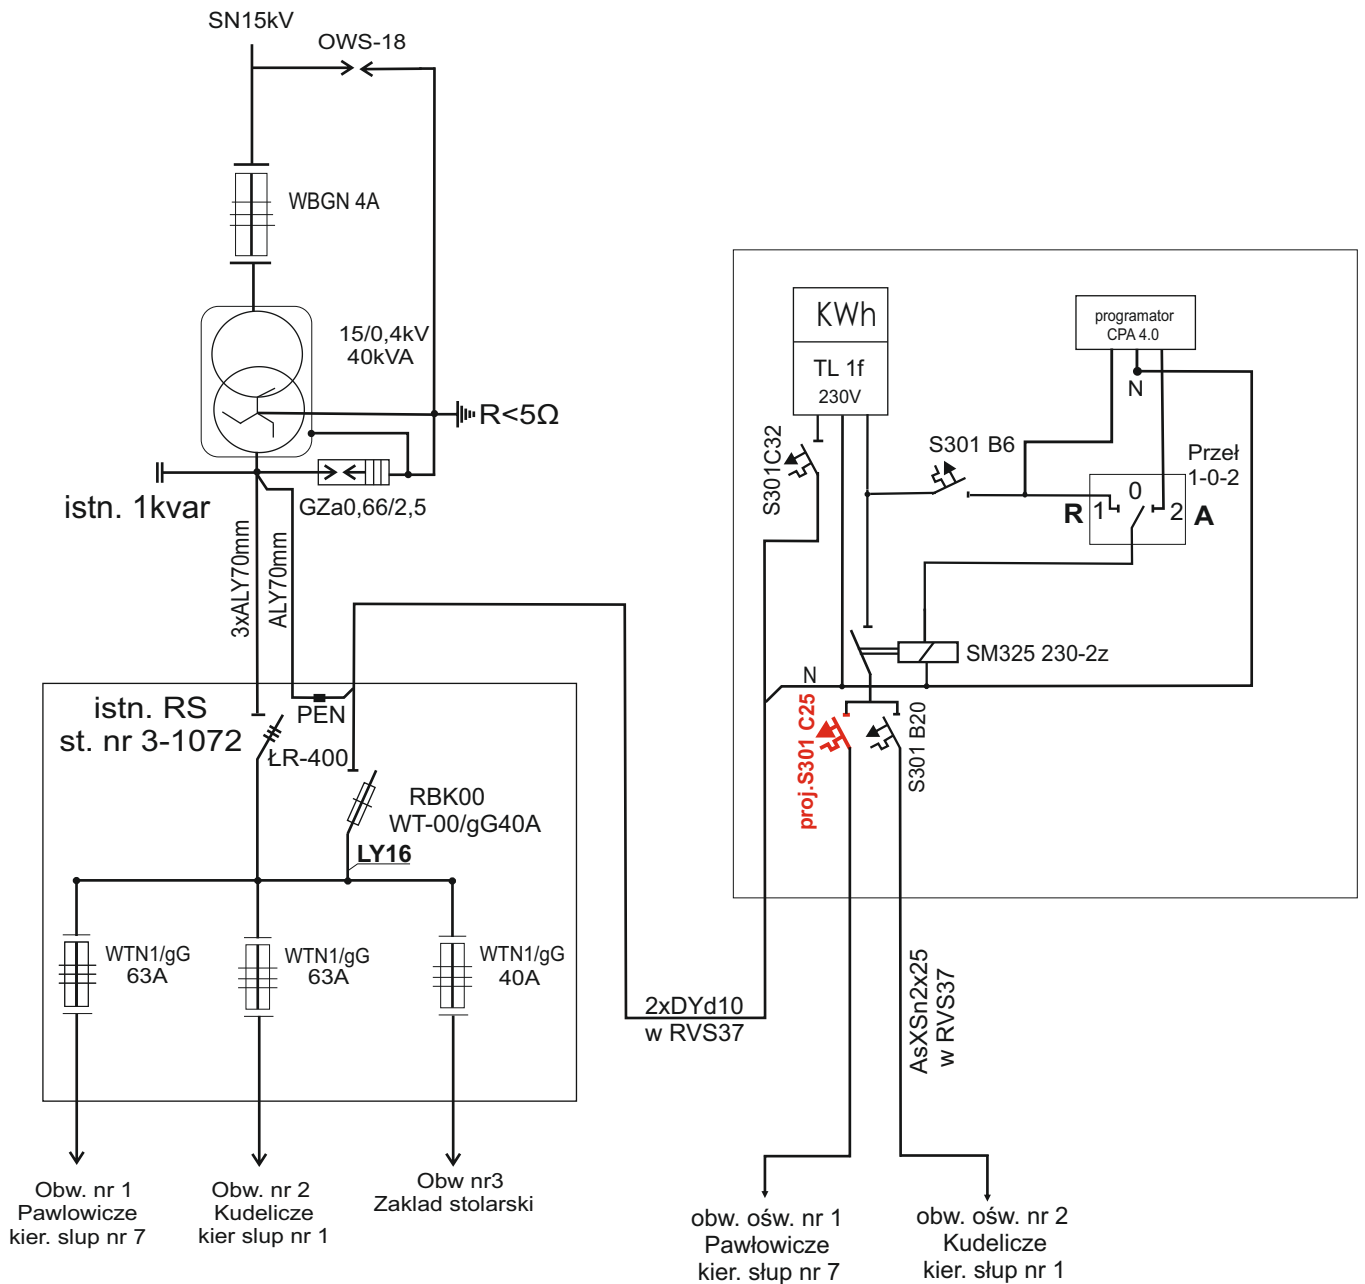 SN15kV
OWS-18
WBGN 4A
15/0,4kV
40kVA
R<5Ω
istn. 1kvar
GZa0,66/2,5
3xALY70mm
ALY70mm
istn. RS
st. nr 3-1072
PEN
ŁR-400
RBK00
WT-00/gG40A
LY16
WTN1/gG
63A
WTN1/gG
63A
WTN1/gG
40A
Obw. nr 1
Pawlowicze
kier. slup nr 7
Obw. nr 2
Kudelicze
kier slup nr 1
Obw nr3
Zaklad stolarski
2xDYd10
w RVS37
KWh
TL 1f
230V
programator
CPA 4.0
N
S301C32
S301 B6
Przeł
1-0-2
0
R
1
2
A
SM325 230-2z
N
proj.S301 C25
S301 B20
AsXSn2x25
w RVS37
obw. ośw. nr 1
Pawłowicze
kier. słup nr 7
obw. ośw. nr 2
Kudelicze
kier. słup nr 1